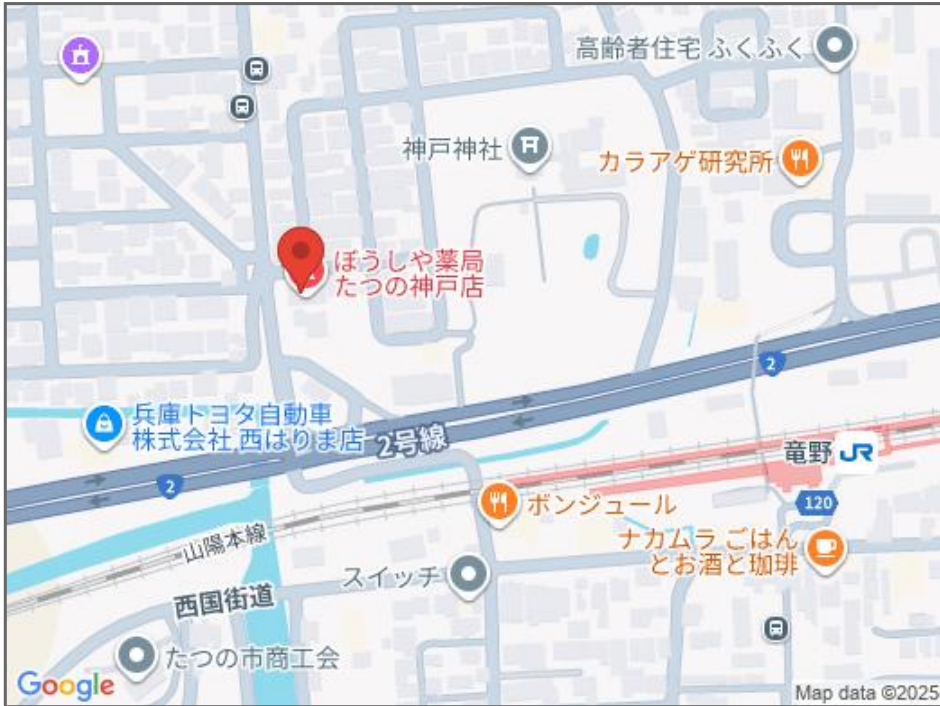 高齢者住宅 ふくふく
神戸神社
カラアゲ研究所
ぼうしや薬局
たつの神戸店
2
兵庫トヨタ自動車
株式会社 西はりま店
2号線
竜野 JR
2
120
ボンジュール
山陽本線
ナカムラ ごはん
とお酒と珈琲
スイッチ
西国街道
たつの市商工会
Google
Map data ©2025